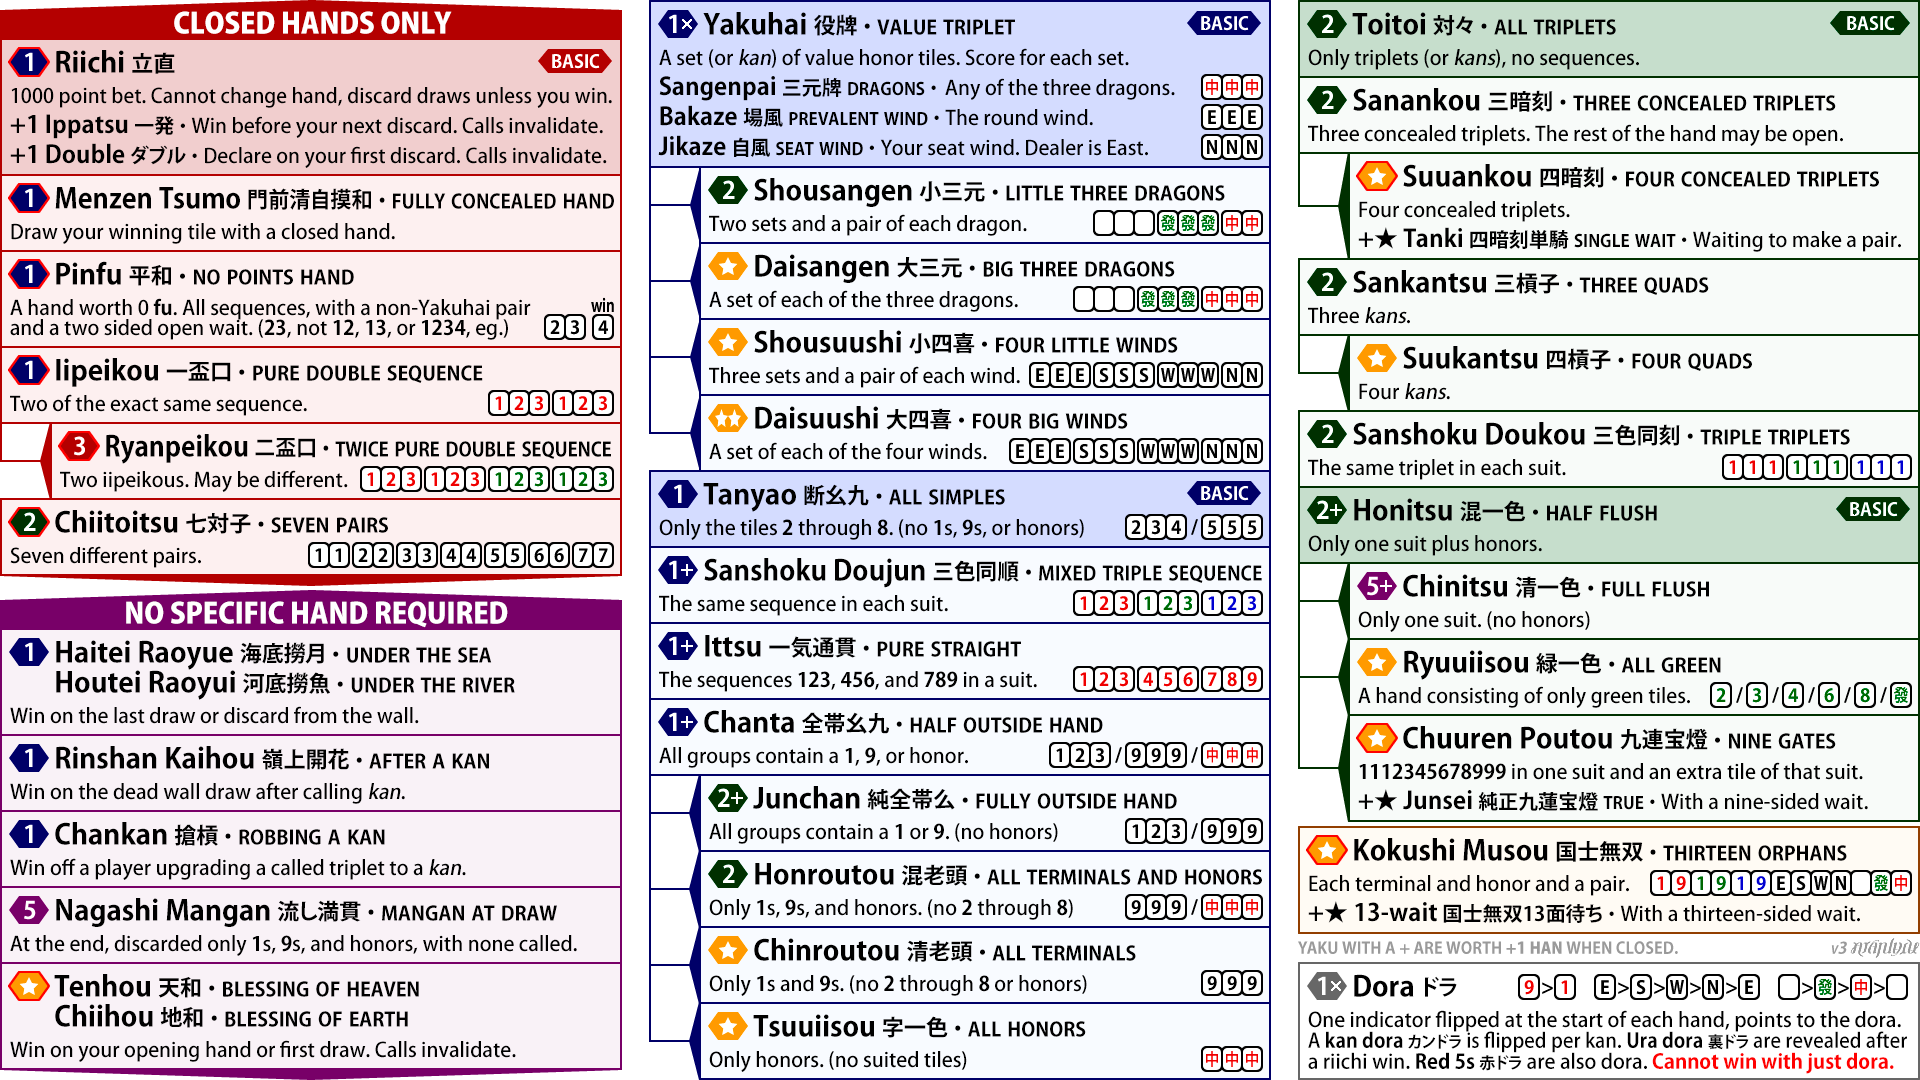 CLOSED HANDS ONLY
1 Riichi 立直 BASIC
1000 point bet. Cannot change hand, discard draws unless you win.
+1 Ippatsu 一発・Win before your next discard. Calls invalidate.
+1 Double ダブル・Declare on your first discard. Calls invalidate.
1 Menzen Tsumo 門前清自摸和・FULLY CONCEALED HAND
Draw your winning tile with a closed hand.
1 Pinfu 平和・NO POINTS HAND
A hand worth 0 fu. All sequences, with a non-Yakuhai pair win
and a two sided open wait. (23, not 12, 13, or 1234, eg.) 2 3 4
1 Iipeikou 一盃口・PURE DOUBLE SEQUENCE
Two of the exact same sequence. 1 2 3 1 2 3
3 Ryanpeikou 二盃口・TWICE PURE DOUBLE SEQUENCE
Two iipeikous. May be different. 1 2 3 1 2 3 1 2 3 1 2 3
2 Chiitoitsu 七対子・SEVEN PAIRS
Seven different pairs. 1 1 2 2 3 3 4 4 5 5 6 6 7 7
NO SPECIFIC HAND REQUIRED
1 Haitei Raoyue 海底撈月・UNDER THE SEA
Houtei Raoyui 河底撈魚・UNDER THE RIVER
Win on the last draw or discard from the wall.
1 Rinshan Kaihou 嶺上開花・AFTER A KAN
Win on the dead wall draw after calling kan.
1 Chankan 搶槓・ROBBING A KAN
Win off a player upgrading a called triplet to a kan.
5 Nagashi Mangan 流し満貫・MANGAN AT DRAW
At the end, discarded only 1s, 9s, and honors, with none called.
Tenhou 天和・BLESSING OF HEAVEN
Chiihou 地和・BLESSING OF EARTH
Win on your opening hand or first draw. Calls invalidate.
1× Yakuhai 役牌・VALUE TRIPLET BASIC
A set (or kan) of value honor tiles. Score for each set.
Sangenpai 三元牌 DRAGONS・Any of the three dragons. 中 中 中
Bakaze 場風 PREVALENT WIND・The round wind. E E E
Jikaze 自風 SEAT WIND・Your seat wind. Dealer is East. N N N
2 Shousangen 小三元・LITTLE THREE DRAGONS
Two sets and a pair of each dragon. 發 發 發 中 中
Daisangen 大三元・BIG THREE DRAGONS
A set of each of the three dragons. 發 發 發 中 中 中
Shousuushi 小四喜・FOUR LITTLE WINDS
Three sets and a pair of each wind. E E E S S S W W W N N
Daisuushi 大四喜・FOUR BIG WINDS
A set of each of the four winds. E E E S S S W W W N N N
1 Tanyao 断幺九・ALL SIMPLES BASIC
Only the tiles 2 through 8. (no 1s, 9s, or honors) 2 3 4 / 5 5 5
1+ Sanshoku Doujun 三色同順・MIXED TRIPLE SEQUENCE
The same sequence in each suit. 1 2 3 1 2 3 1 2 3
1+ Ittsu 一気通貫・PURE STRAIGHT
The sequences 123, 456, and 789 in a suit. 1 2 3 4 5 6 7 8 9
1+ Chanta 全帯幺九・HALF OUTSIDE HAND
All groups contain a 1, 9, or honor. 1 2 3 / 9 9 9 / 中 中 中
2+ Junchan 純全帯么・FULLY OUTSIDE HAND
All groups contain a 1 or 9. (no honors) 1 2 3 / 9 9 9
2 Honroutou 混老頭・ALL TERMINALS AND HONORS
Only 1s, 9s, and honors. (no 2 through 8) 9 9 9 / 中 中 中
Chinroutou 清老頭・ALL TERMINALS
Only 1s and 9s. (no 2 through 8 or honors) 9 9 9
Tsuuiisou 字一色・ALL HONORS
Only honors. (no suited tiles) 中 中 中
2 Toitoi 対々・ALL TRIPLETS BASIC
Only triplets (or kans), no sequences.
2 Sanankou 三暗刻・THREE CONCEALED TRIPLETS
Three concealed triplets. The rest of the hand may be open.
Suuankou 四暗刻・FOUR CONCEALED TRIPLETS
Four concealed triplets.
+★ Tanki 四暗刻単騎 SINGLE WAIT・Waiting to make a pair.
2 Sankantsu 三槓子・THREE QUADS
Three kans.
Suukantsu 四槓子・FOUR QUADS
Four kans.
2 Sanshoku Doukou 三色同刻・TRIPLE TRIPLETS
The same triplet in each suit. 1 1 1 1 1 1 1 1 1
2+ Honitsu 混一色・HALF FLUSH BASIC
Only one suit plus honors.
5+ Chinitsu 清一色・FULL FLUSH
Only one suit. (no honors)
Ryuuiisou 緑一色・ALL GREEN
A hand consisting of only green tiles. 2 / 3 / 4 / 6 / 8 / 發
Chuuren Poutou 九連宝燈・NINE GATES
1112345678999 in one suit and an extra tile of that suit.
+★ Junsei 純正九蓮宝燈 TRUE・With a nine-sided wait.
Kokushi Musou 国士無双・THIRTEEN ORPHANS
Each terminal and honor and a pair. 1 9 1 9 1 9 E S W N 發 中
+★ 13-wait 国士無双13面待ち・With a thirteen-sided wait.
YAKU WITH A + ARE WORTH +1 HAN WHEN CLOSED. v3
1× Dora ドラ 9>1 E>S>W>N>E >發>中>
One indicator flipped at the start of each hand, points to the dora.
A kan dora カンドラ is flipped per kan. Ura dora 裏ドラ are revealed after
a riichi win. Red 5s 赤ドラ are also dora. Cannot win with just dora.